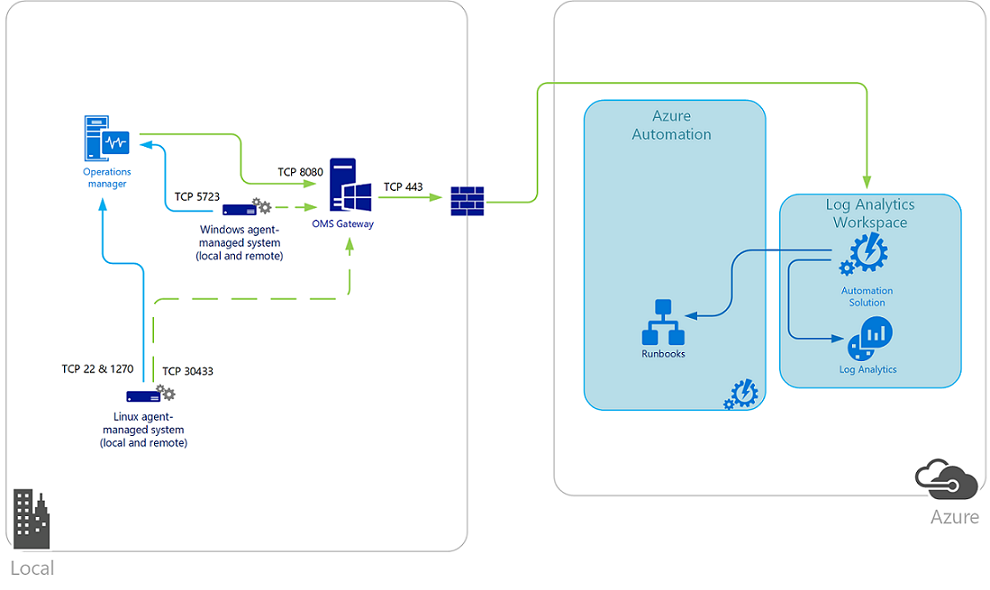 Azure
Automation
Operations
manager
TCP 8080
TCP 5723
TCP 443
OMS Gateway
Windows agent-
managed system
(local and remote)
Log Analytics
Workspace
Automation
Solution
Runbooks
Log Analytics
TCP 22 & 1270
TCP 30433
Linux agent-
managed system
(local and remote)
Local
Azure